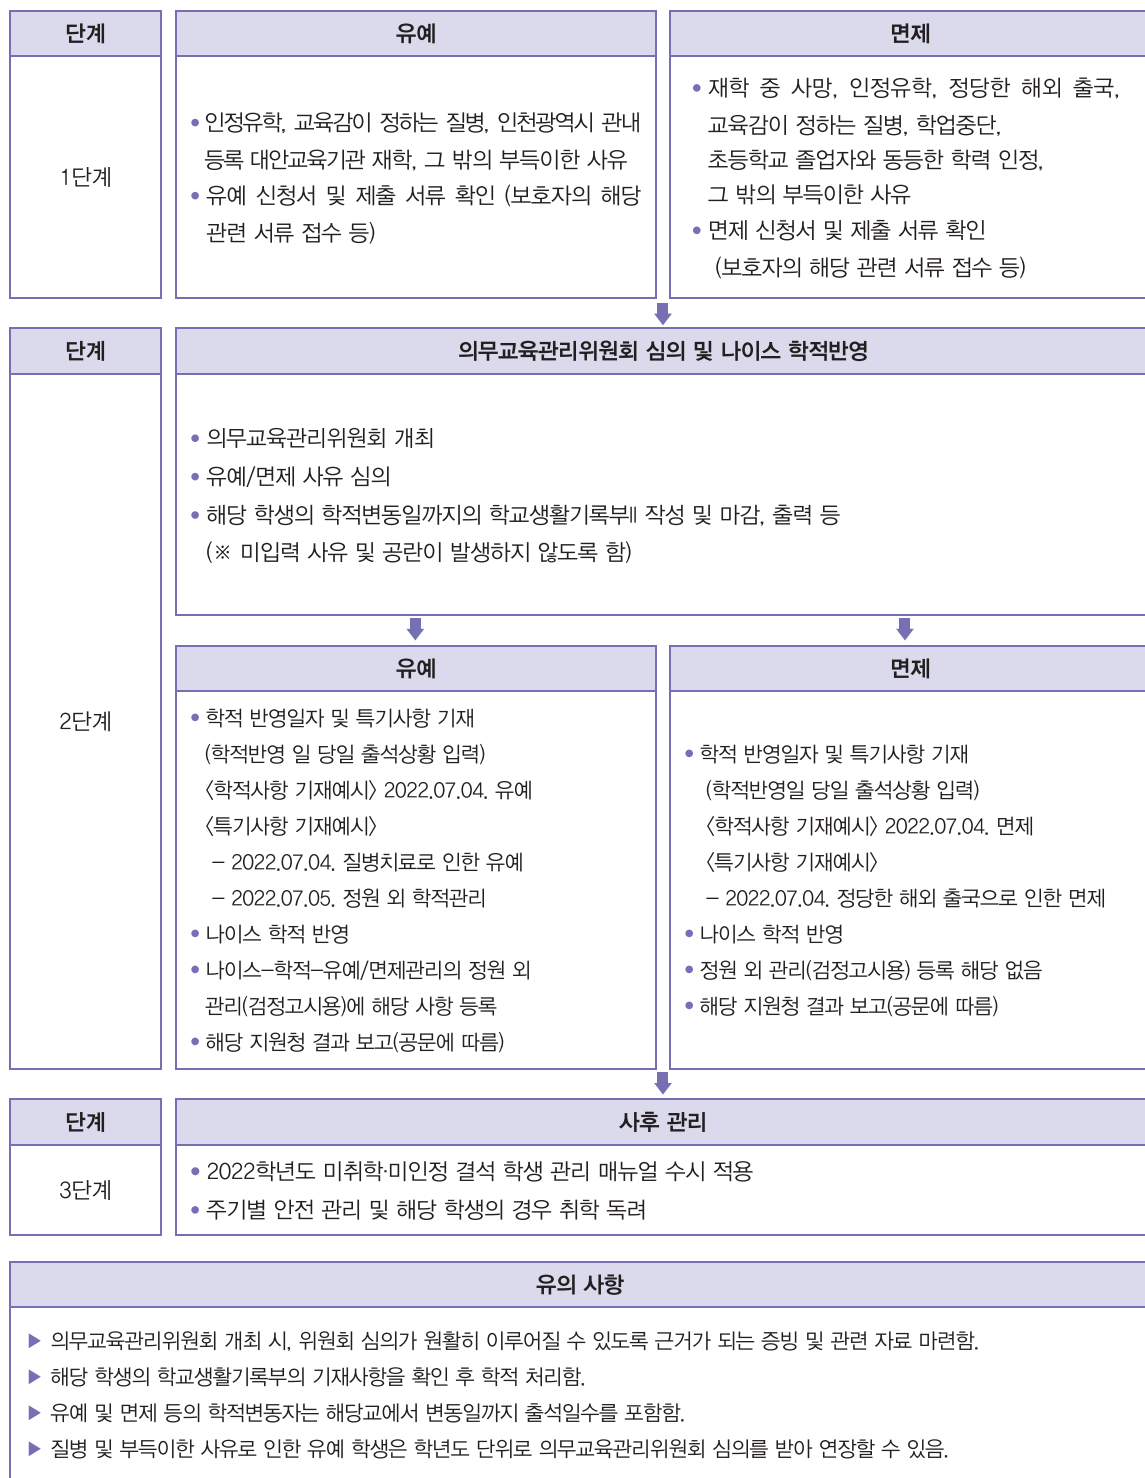 단계
유예
면제
1단계
• 인정유학, 교육감이 정하는 질병, 인천광역시 관내
등록 대안교육기관 재학, 그 밖의 부득이한 사유
• 유예 신청서 및 제출 서류 확인 (보호자의 해당
관련 서류 접수 등)
• 재학 중 사망, 인정유학, 정당한 해외 출국,
교육감이 정하는 질병, 학업중단,
초등학교 졸업자와 동등한 학력 인정,
그 밖의 부득이한 사유
• 면제 신청서 및 제출 서류 확인
(보호자의 해당 관련 서류 접수 등)
단계
의무교육관리위원회 심의 및 나이스 학적반영
2단계
• 의무교육관리위원회 개최
• 유예/면제 사유 심의
• 해당 학생의 학적변동일까지의 학교생활기록부Ⅱ 작성 및 마감, 출력 등
(※ 미입력 사유 및 공란이 발생하지 않도록 함)
유예
• 학적 반영일자 및 특기사항 기재
(학적반영 일 당일 출석상황 입력)
〈학적사항 기재예시〉 2022.07.04. 유예
〈특기사항 기재예시〉
– 2022.07.04. 질병치료로 인한 유예
– 2022.07.05. 정원 외 학적관리
• 나이스 학적 반영
• 나이스–학적–유예/면제관리의 정원 외
관리(검정고시용)에 해당 사항 등록
• 해당 지원청 결과 보고(공문에 따름)
면제
• 학적 반영일자 및 특기사항 기재
(학적반영일 당일 출석상황 입력)
〈학적사항 기재예시〉 2022.07.04. 면제
〈특기사항 기재예시〉
– 2022.07.04. 정당한 해외 출국으로 인한 면제
• 나이스 학적 반영
• 정원 외 관리(검정고시용) 등록 해당 없음
• 해당 지원청 결과 보고(공문에 따름)
단계
사후 관리
3단계
• 2022학년도 미취학·미인정 결석 학생 관리 매뉴얼 수시 적용
• 주기별 안전 관리 및 해당 학생의 경우 취학 독려
유의 사항
▶ 의무교육관리위원회 개최 시, 위원회 심의가 원활히 이루어질 수 있도록 근거가 되는 증빙 및 관련 자료 마련함.
▶ 해당 학생의 학교생활기록부의 기재사항을 확인 후 학적 처리함.
▶ 유예 및 면제 등의 학적변동자는 해당교에서 변동일까지 출석일수를 포함함.
▶ 질병 및 부득이한 사유로 인한 유예 학생은 학년도 단위로 의무교육관리위원회 심의를 받아 연장할 수 있음.